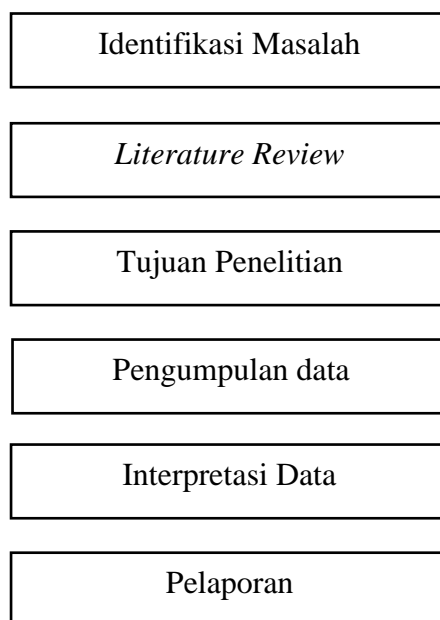 Identifikasi Masalah
Literature Review
Tujuan Penelitian
Pengumpulan data
Interpretasi Data
Pelaporan